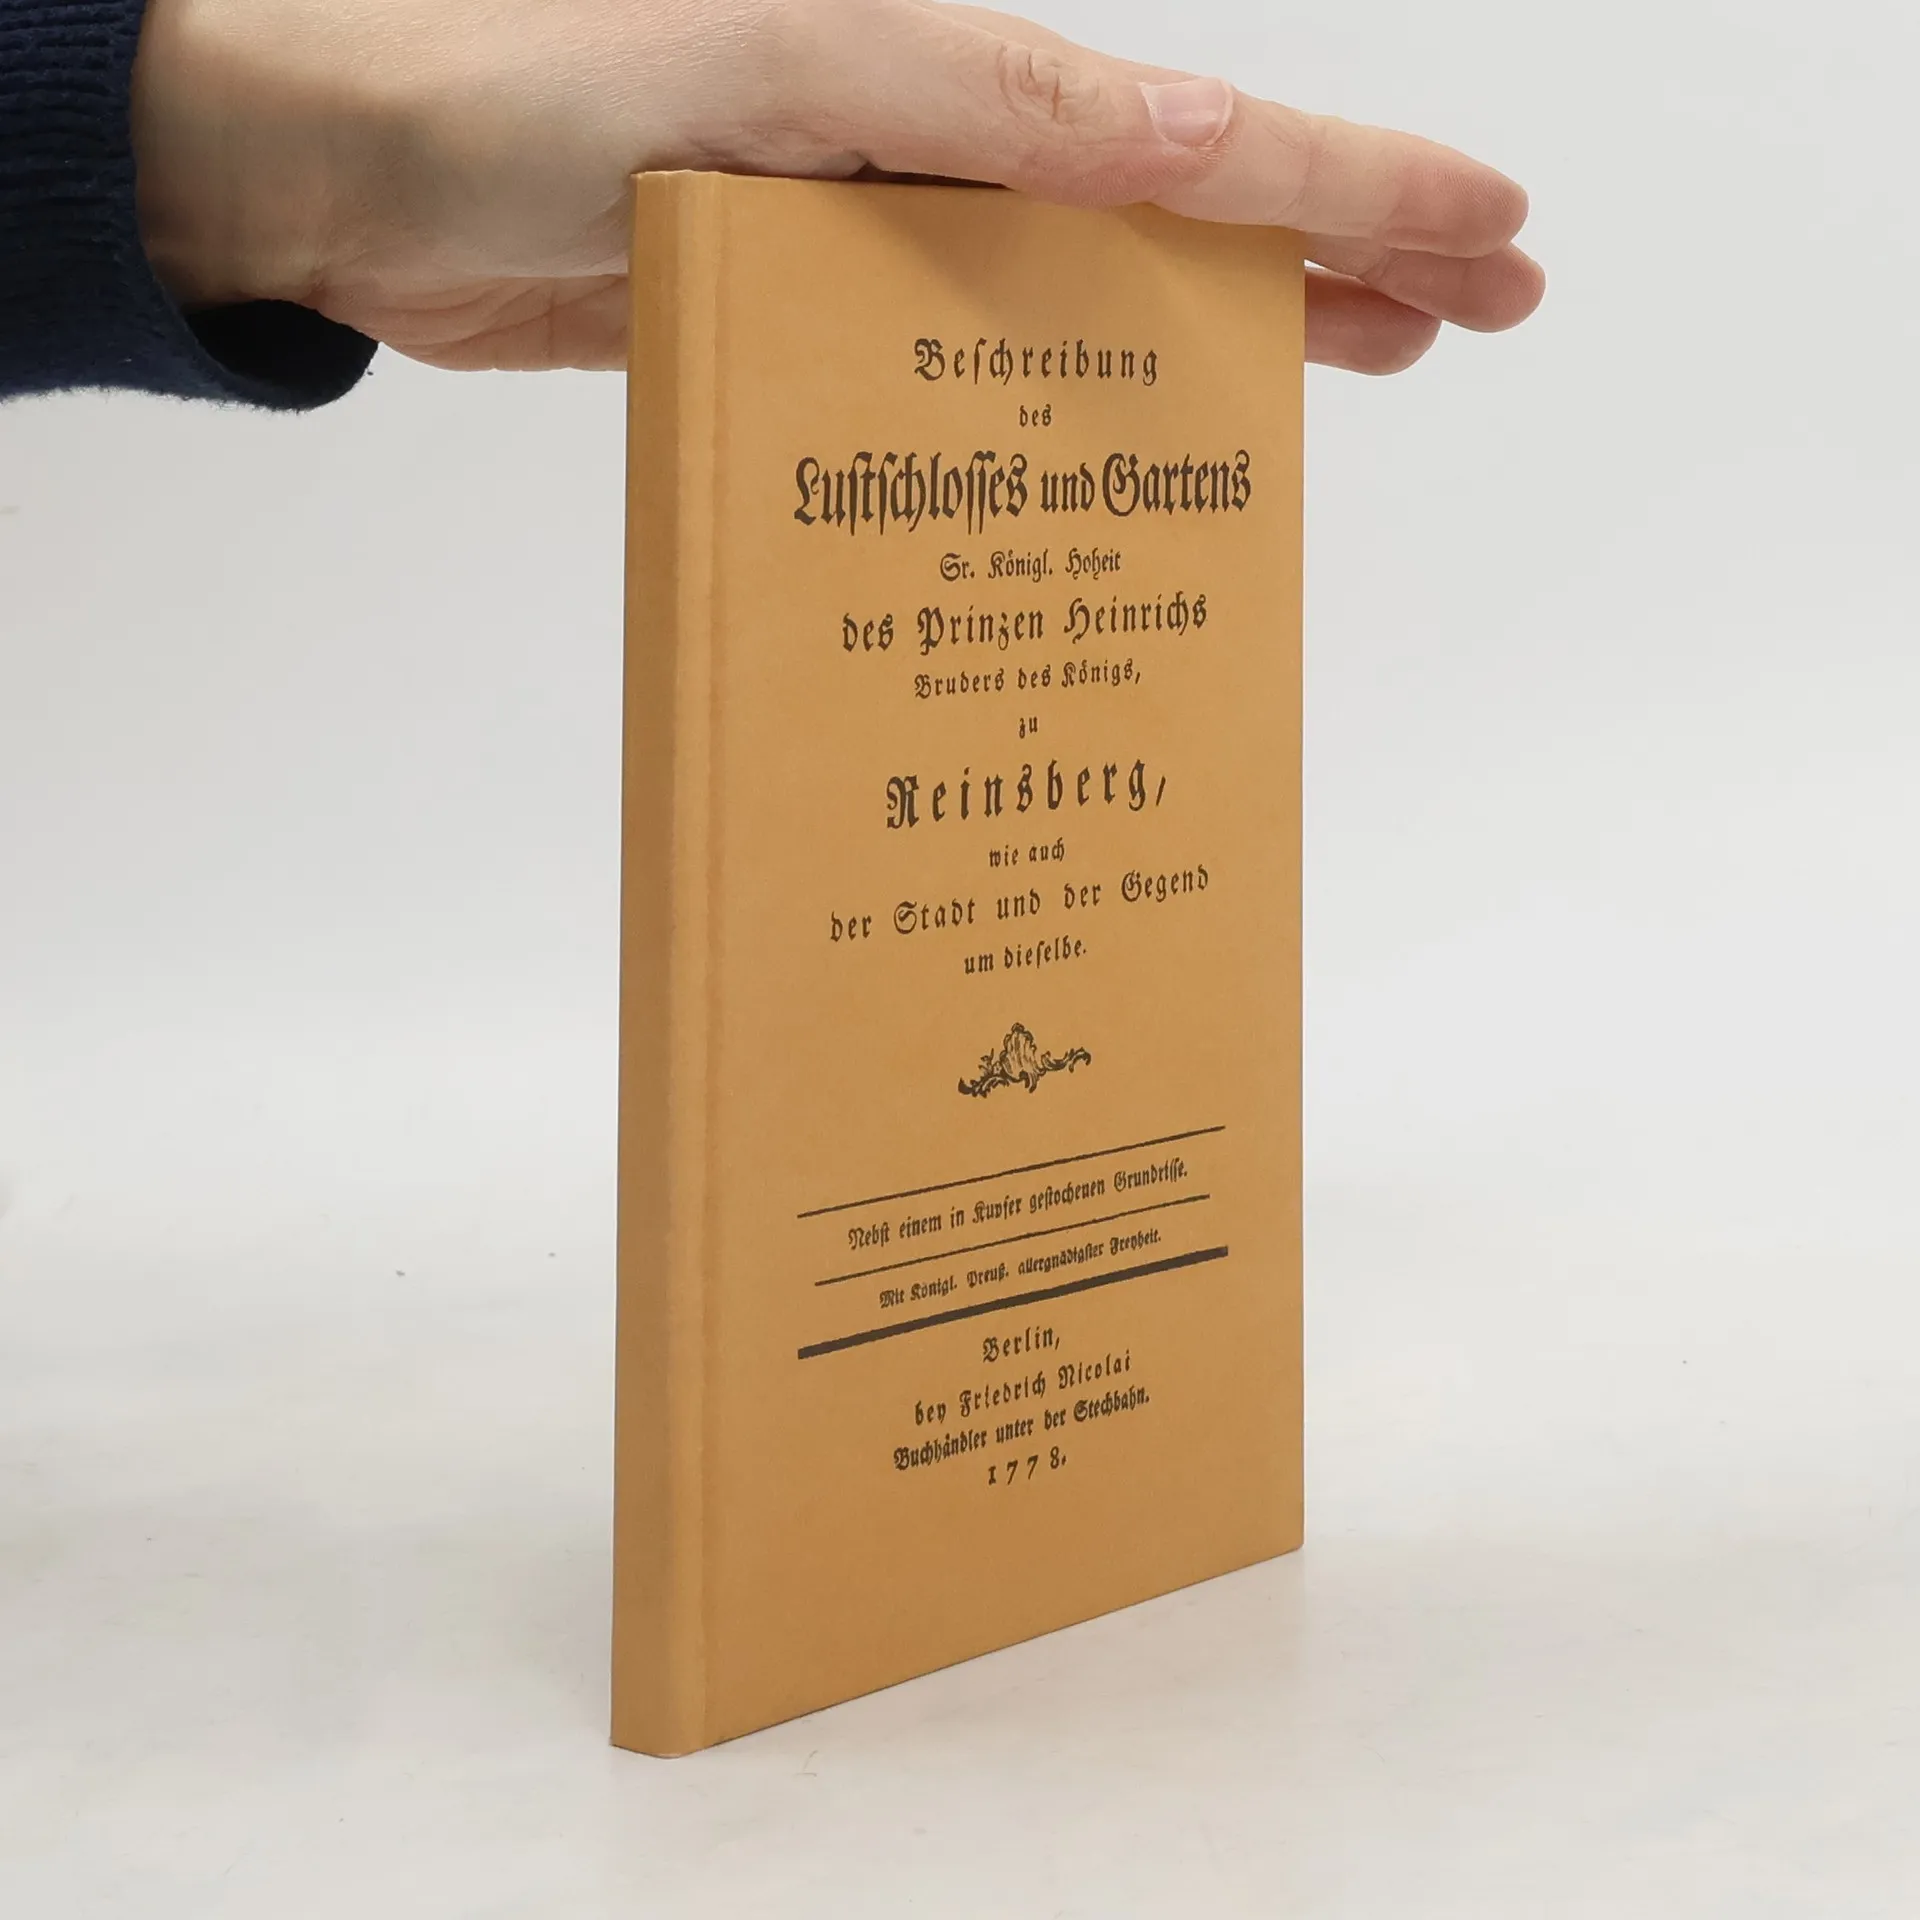 Beſchreibung
des
Luſtſchloſſes und Gartens
Sr. Königl. Hoheit
des Prinzen Heinrichs
Bruders des Königs,
zu
Reinsberg,
wie auch
der Stadt und der Gegend
um dieſelbe.
Nebſt einem in Kupfer geſtochenen Grundriſſe.
Mit Königl. Preuß. allergnädigſter Freyheit.
Berlin,
bey Friedrich Nicolai
Buchhändler unter der Stechbahn.
1778.